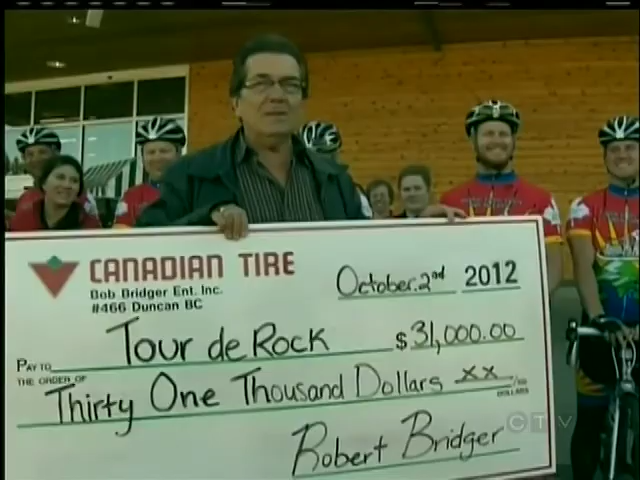 CANADIAN TIRE
Bob Bridger Ent. Inc.
#466 Duncan BC
October.2nd 2012
PAY TO
THE ORDER OF
Tour de Rock
$31,000.00
Thirty One Thousand Dollars xx/00
DOLLARS
Robert Bridger
CTV